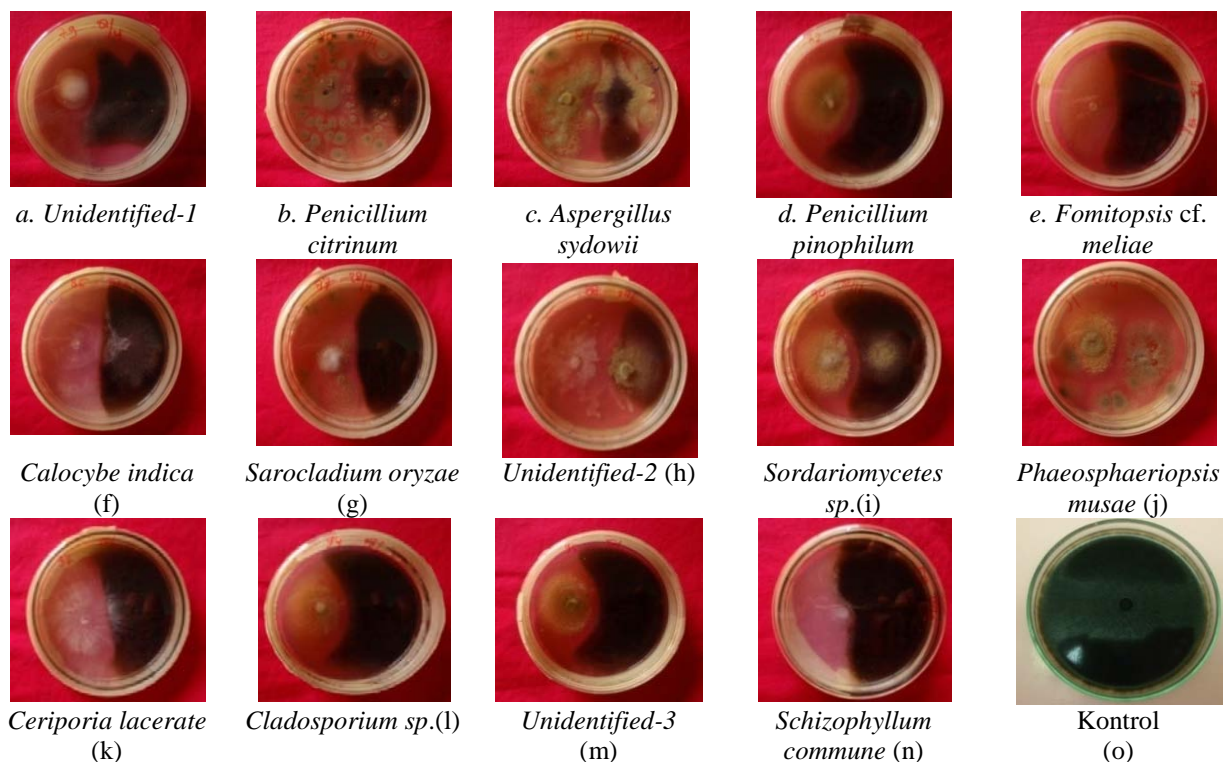 a. Unidentified-1
b. Penicillium
citrinum
c. Aspergillus
sydowii
d. Penicillium
pinophilum
e. Fomitopsis cf.
meliae
Calocybe indica
(f)
Sarocladium oryzae
(g)
Unidentified-2 (h)
Sordariomycetes
sp.(i)
Phaeosphaeriopsis
musae (j)
Ceriporia lacerate
(k)
Cladosporium sp.(l)
Unidentified-3
(m)
Schizophyllum
commune (n)
Kontrol
(o)